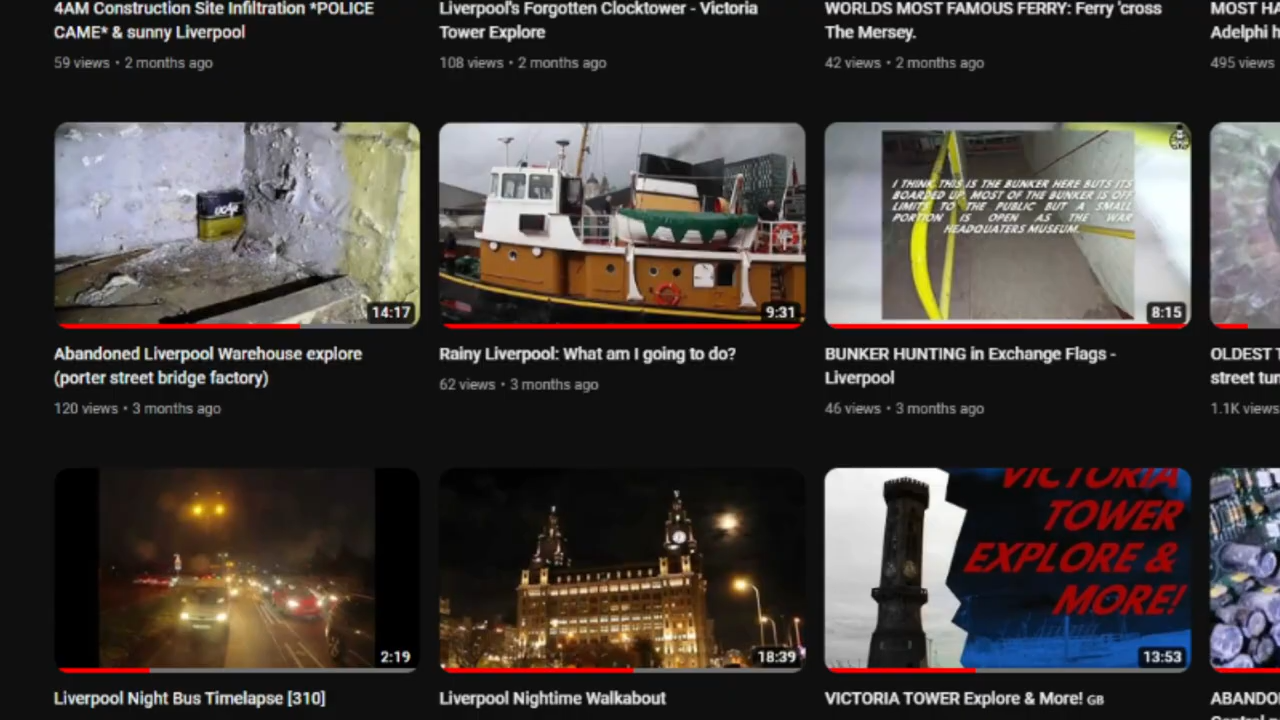 4AM Construction Site Infiltration *POLICE
CAME* & sunny Liverpool
59 views • 2 months ago
Liverpool's Forgotten Clocktower - Victoria
Tower Explore
108 views • 2 months ago
WORLDS MOST FAMOUS FERRY: Ferry 'cross
The Mersey.
42 views • 2 months ago
MOST HA
Adelphi h
495 views
14:17
Abandoned Liverpool Warehouse explore
(porter street bridge factory)
120 views • 3 months ago
9:31
Rainy Liverpool: What am I going to do?
62 views • 3 months ago
I THINK THIS IS THE BUNKER HERE BUTS ITS
BOARDED UP. MOST OF THE BUNKER IS OFF
LIMITS TO THE PUBLIC BUT A SMALL
PORTION IS OPEN AS THE WAR
HEADQUATERS MUSEUM.
8:15
BUNKER HUNTING in Exchange Flags -
Liverpool
46 views • 3 months ago
OLDEST T
street tun
1.1K views
2:19
Liverpool Night Bus Timelapse [310]
18:39
Liverpool Nightime Walkabout
VICTORIA
TOWER
EXPLORE &
MORE!
13:53
VICTORIA TOWER Explore & More! GB
ABANDO